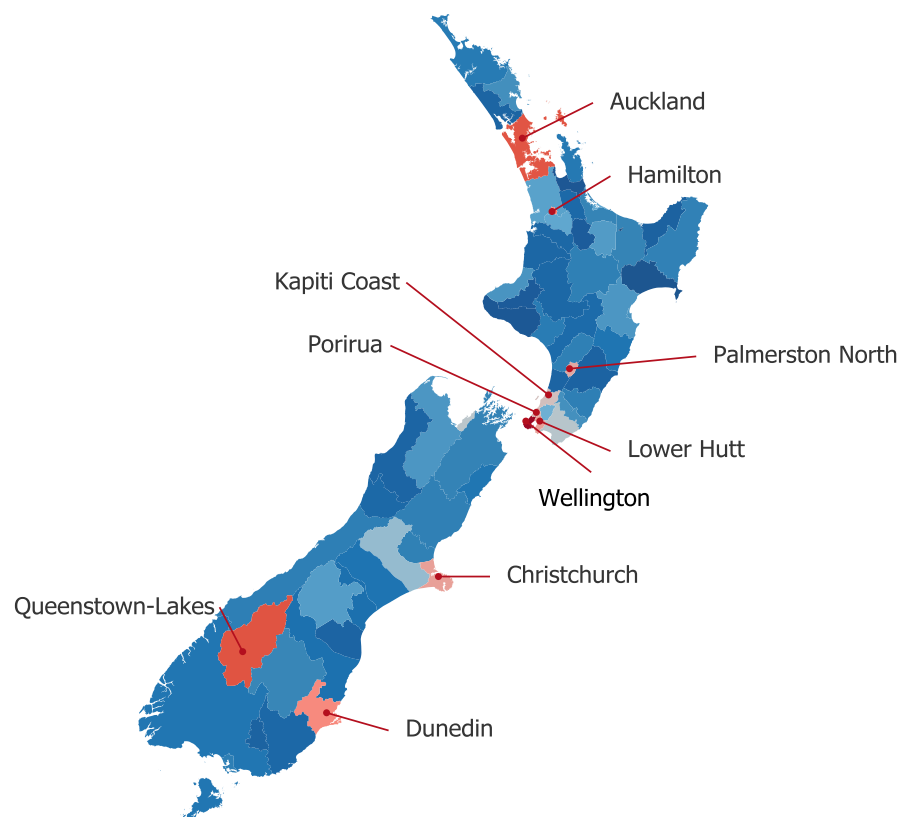 Auckland
Hamilton
Kapiti Coast
Porirua
Palmerston North
Lower Hutt
Wellington
Christchurch
Queenstown-Lakes
Dunedin